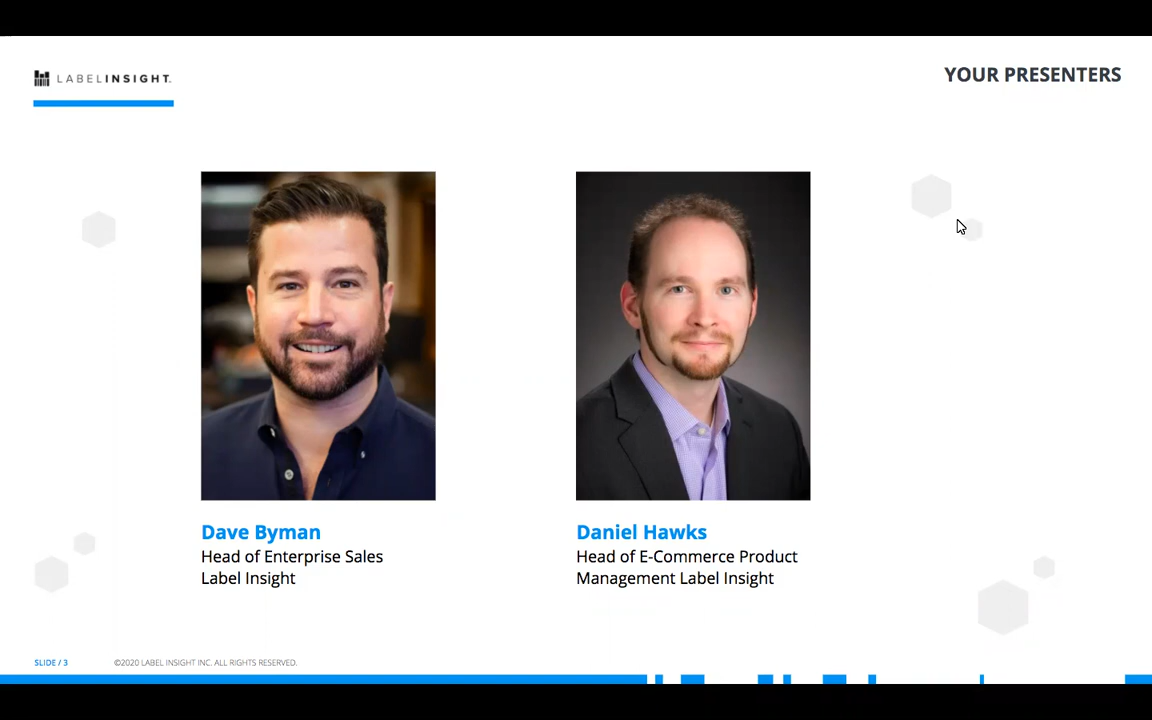 LABELINSIGHT.
YOUR PRESENTERS
Dave Byman
Head of Enterprise Sales
Label Insight
Daniel Hawks
Head of E-Commerce Product
Management Label Insight
SLIDE / 3
©2020 LABEL INSIGHT INC. ALL RIGHTS RESERVED.